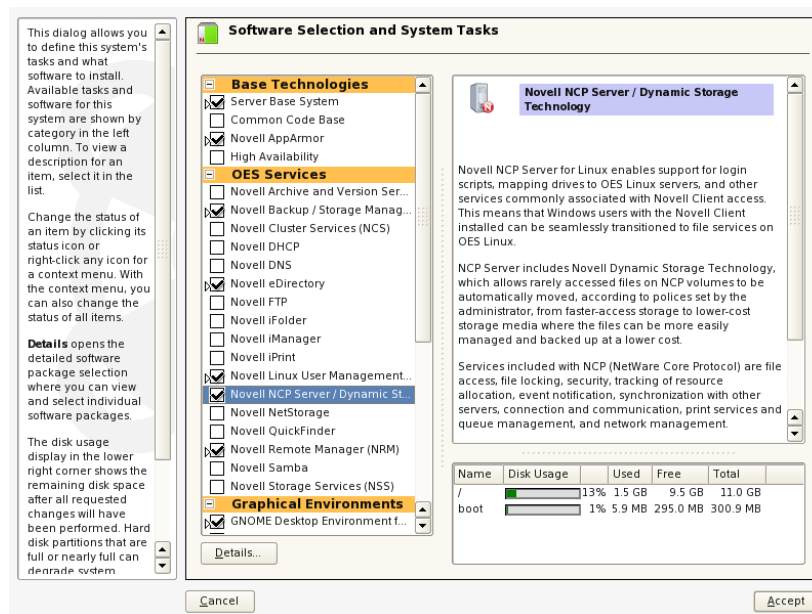 This dialog allows you
to define this system's
tasks and what
software to install.
Available tasks and
software for this
system are shown by
category in the left
column. To view a
description for an
item, select it in the
list.
Change the status of
an item by clicking its
status icon or
right-click any icon for
a context menu. With
the context menu, you
can also change the
status of all items.
Details opens the
detailed software
package selection
where you can view
and select individual
software packages.
The disk usage
display in the lower
right corner shows the
remaining disk space
after all requested
changes will have
been performed. Hard
disk partitions that are
full or nearly full can
degrade system
Software Selection and System Tasks
Base Technologies
Server Base System
Common Code Base
Novell AppArmor
High Availability
OES Services
Novell Archive and Version Ser...
Novell Backup / Storage Manag...
Novell Cluster Services (NCS)
Novell DHCP
Novell DNS
Novell eDirectory
Novell FTP
Novell iFolder
Novell iManager
Novell iPrint
Novell Linux User Management...
Novell NCP Server / Dynamic St...
Novell NetStorage
Novell QuickFinder
Novell Remote Manager (NRM)
Novell Samba
Novell Storage Services (NSS)
Graphical Environments
GNOME Desktop Environment f...
Details...
Novell NCP Server / Dynamic Storage
Technology
Novell NCP Server for Linux enables support for login
scripts, mapping drives to OES Linux servers, and other
services commonly associated with Novell Client access.
This means that Windows users with the Novell Client
installed can be seamlessly transitioned to file services on
OES Linux.
NCP Server includes Novell Dynamic Storage Technology,
which allows rarely accessed files on NCP volumes to be
automatically moved, according to polices set by the
administrator, from faster-access storage to lower-cost
storage media where the files can be more easily
managed and backed up at a lower cost.
Services included with NCP (NetWare Core Protocol) are file
access, file locking, security, tracking of resource
allocation, event notification, synchronization with other
servers, connection and communication, print services and
queue management, and network management.
Name Disk Usage Used Free Total
/ 13% 1.5 GB 9.5 GB 11.0 GB
boot 1% 5.9 MB 295.0 MB 300.9 MB
Cancel
Accept